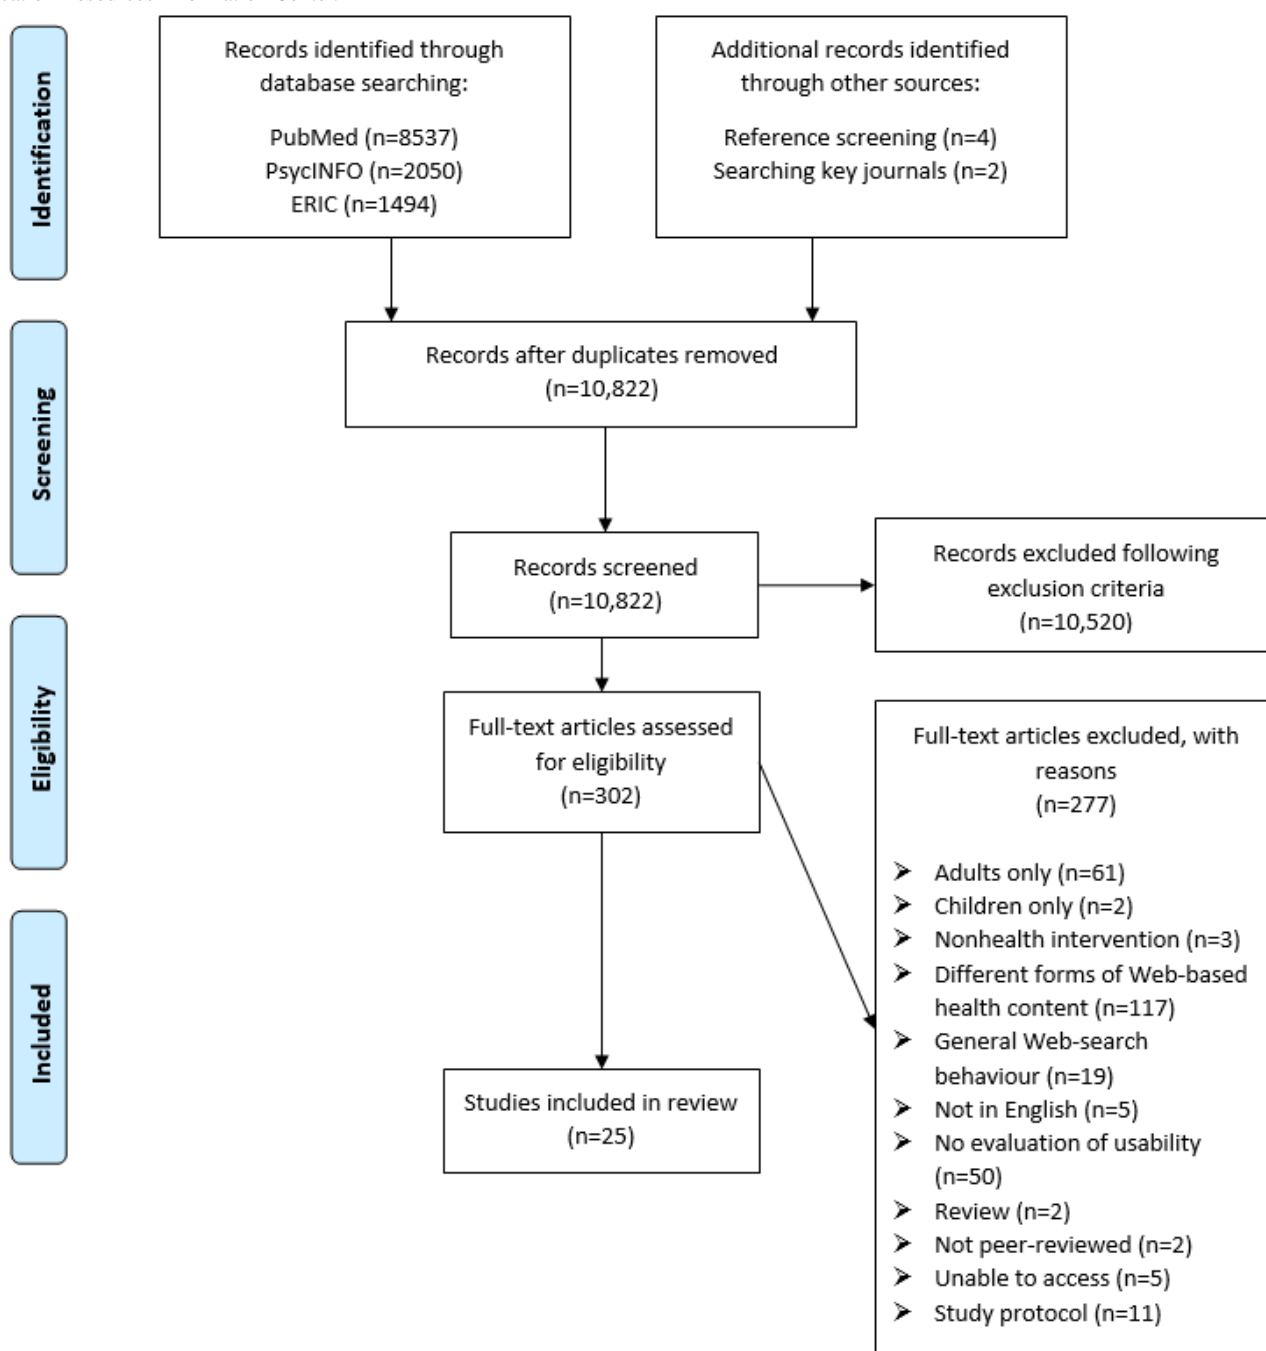 Identification
Records identified through
database searching:
PubMed (n=8537)
PsycINFO (n=2050)
ERIC (n=1494)
Additional records identified
through other sources:
Reference screening (n=4)
Searching key journals (n=2)
Screening
Records after duplicates removed
(n=10,822)
Records screened
(n=10,822)
Records excluded following
exclusion criteria
(n=10,520)
Eligibility
Full-text articles assessed
for eligibility
(n=302)
Full-text articles excluded, with
reasons
(n=277)
Adults only (n=61)
Children only (n=2)
Nonhealth intervention (n=3)
Different forms of Web-based
health content (n=117)
General Web-search
behaviour (n=19)
Not in English (n=5)
No evaluation of usability
(n=50)
Review (n=2)
Not peer-reviewed (n=2)
Unable to access (n=5)
Study protocol (n=11)
Included
Studies included in review
(n=25)